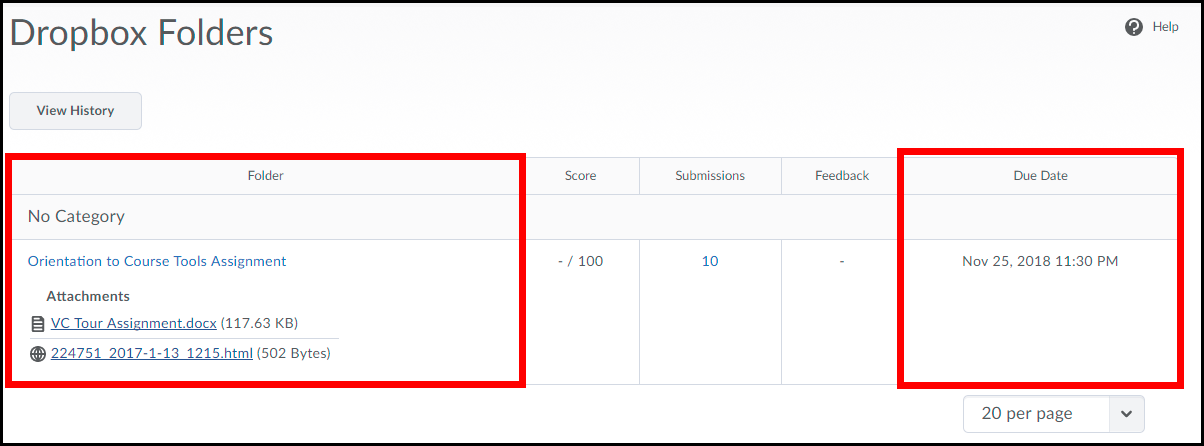 Dropbox Folders
Help
View History
Folder Score Submissions Feedback Due Date
No Category
Orientation to Course Tools Assignment - / 100 10 - Nov 25, 2018 11:30 PM
Attachments
VC Tour Assignment.docx (117.63 KB)
224751_2017-1-13_1215.html (502 Bytes)
20 per page